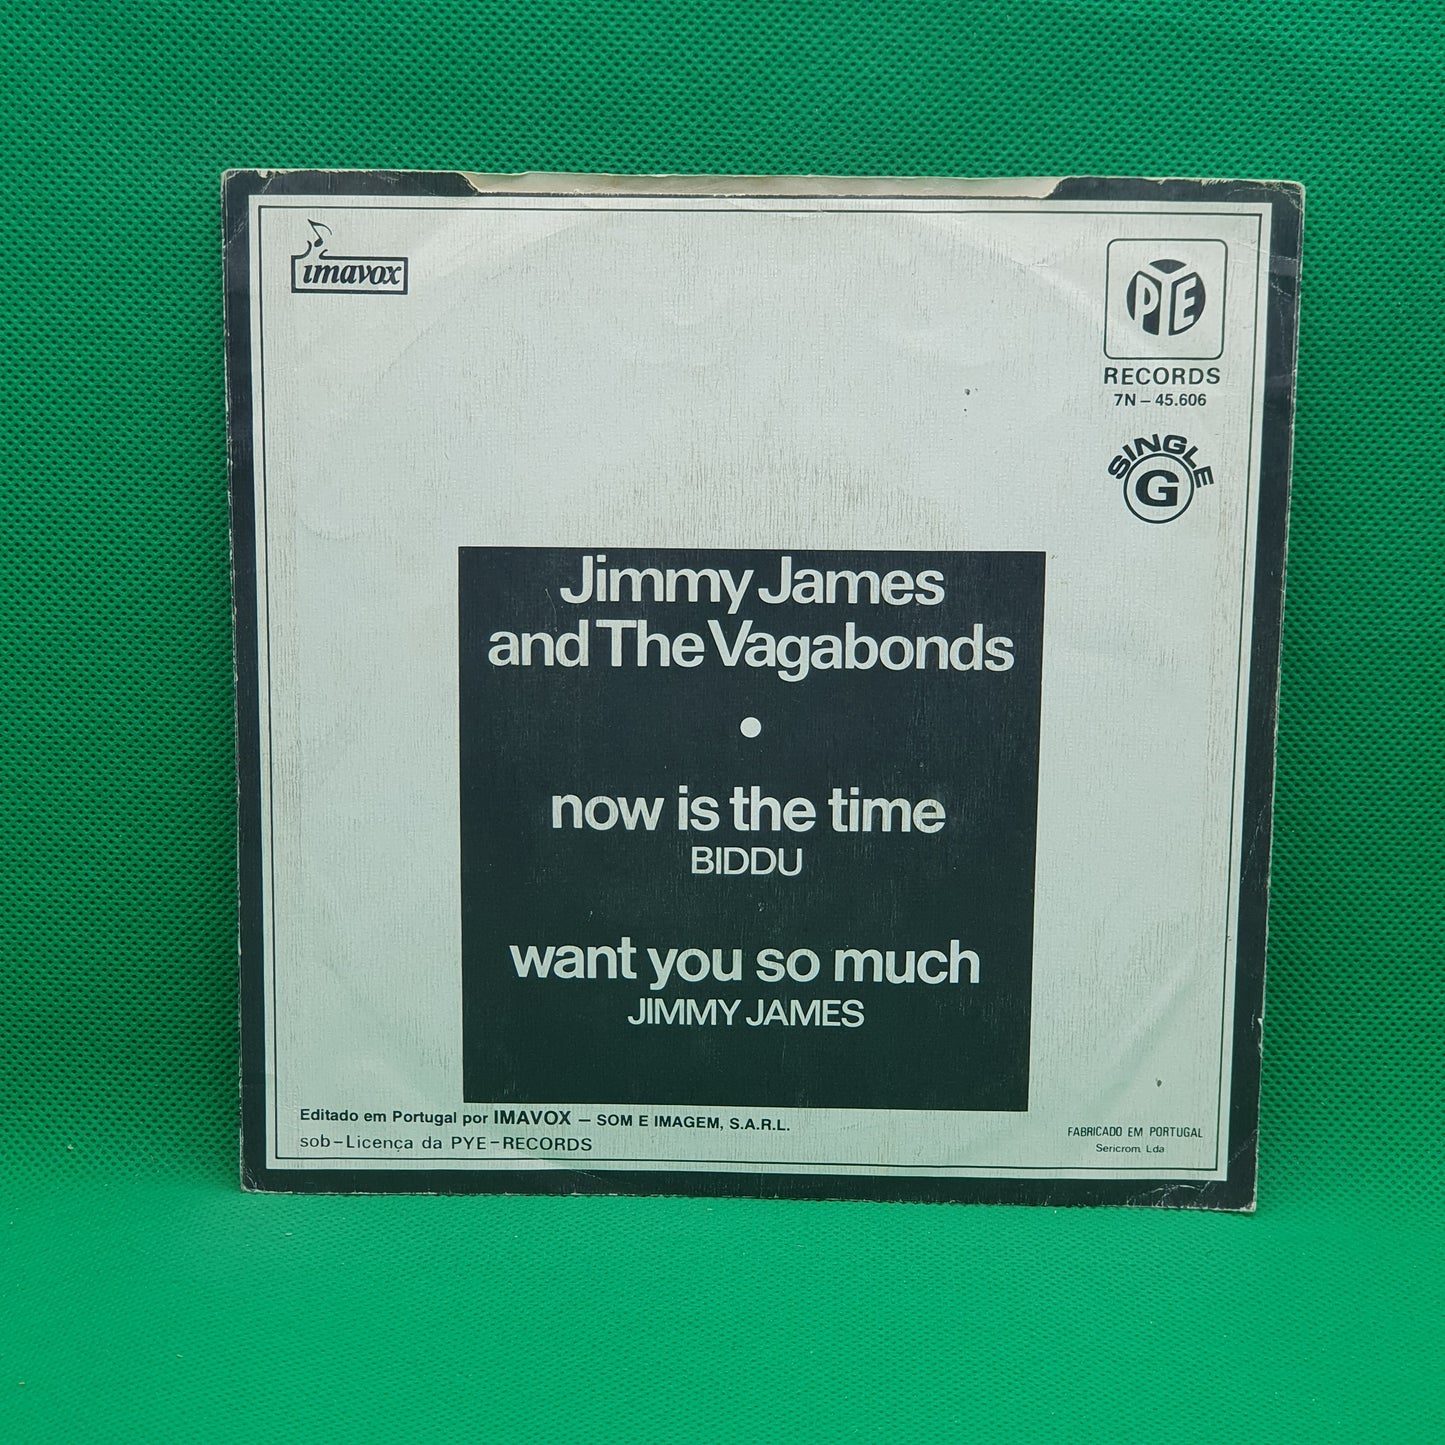 imavox
PYE
RECORDS
7N – 45.606
SINGLE
G
Jimmy James
and The Vagabonds
now is the time
BIDDU
want you so much
JIMMY JAMES
Editado em Portugal por IMAVOX – SOM E IMAGEM, S.A.R.L.
sob-Licença da PYE-RECORDS
FABRICADO EM PORTUGAL
Sericrom, Lda